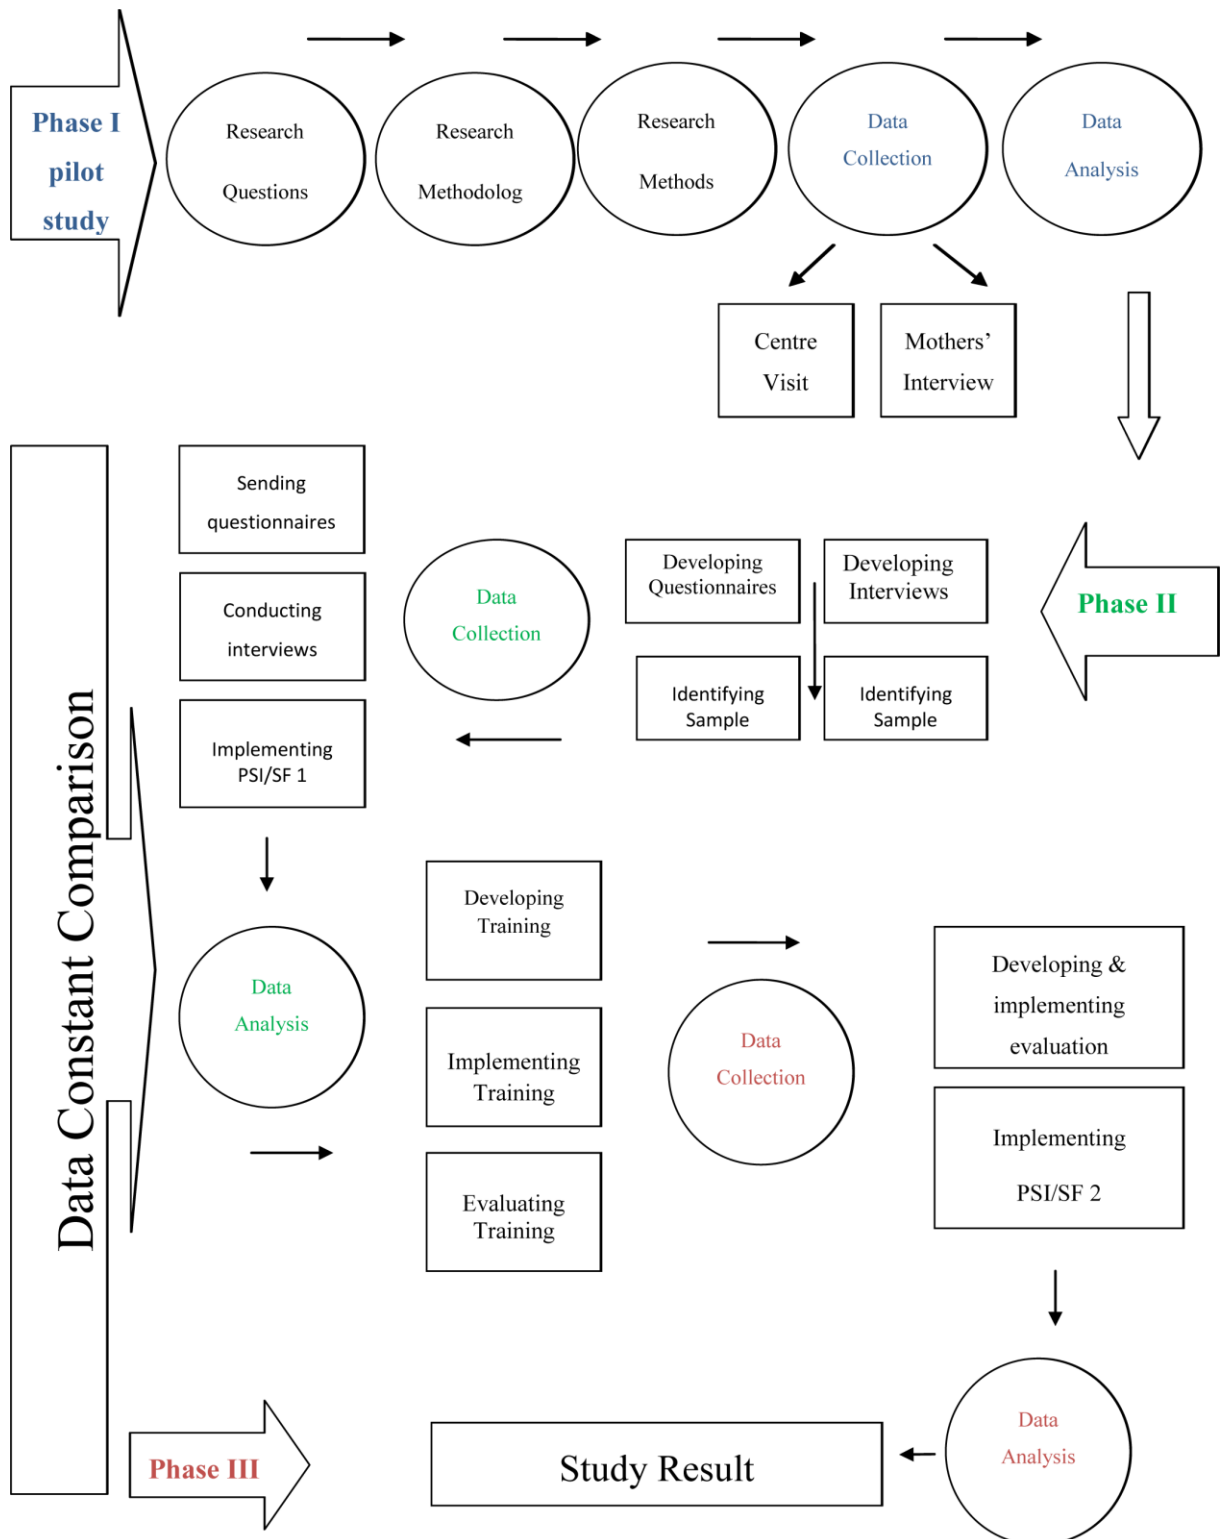 Phase I
pilot
study
Research
Questions
Research
Methodolog
Research
Methods
Data
Collection
Data
Analysis
Centre
Visit
Mothers’
Interview
Phase II
Developing
Questionnaires
Developing
Interviews
Identifying
Sample
Identifying
Sample
Data
Collection
Sending
questionnaires
Conducting
interviews
Implementing
PSI/SF 1
Data Constant Comparison
Data
Analysis
Developing
Training
Implementing
Training
Evaluating
Training
Data
Collection
Developing &
implementing
evaluation
Implementing
PSI/SF 2
Data
Analysis
Phase III
Study Result